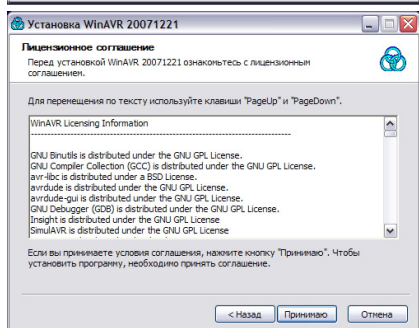 Установка WinAVR 20071221
Лицензионное соглашение
Перед установкой WinAVR 20071221 ознакомьтесь с лицензионным
соглашением.
Для перемещения по тексту используйте клавиши "PageUp" и "PageDown".
WinAVR Licensing Information
--------------------------------------------------------------------------
GNU Binutils is distributed under the GNU GPL License.
GNU Compiler Collection (GCC) is distributed under the GNU GPL License.
avr-libc is distributed under a BSD License.
avrdude is distributed under the GNU GPL License.
avrdude-gui is distributed under the GNU GPL License.
GNU Debugger (GDB) is distributed under the GNU GPL License.
Insight is distributed under the GNU GPL License
SimulAVR is distributed under the GNU GPL License
Если вы принимаете условия соглашения, нажмите кнопку "Принимаю". Чтобы
установить программу, необходимо принять соглашение.
< Назад Принимаю Отмена